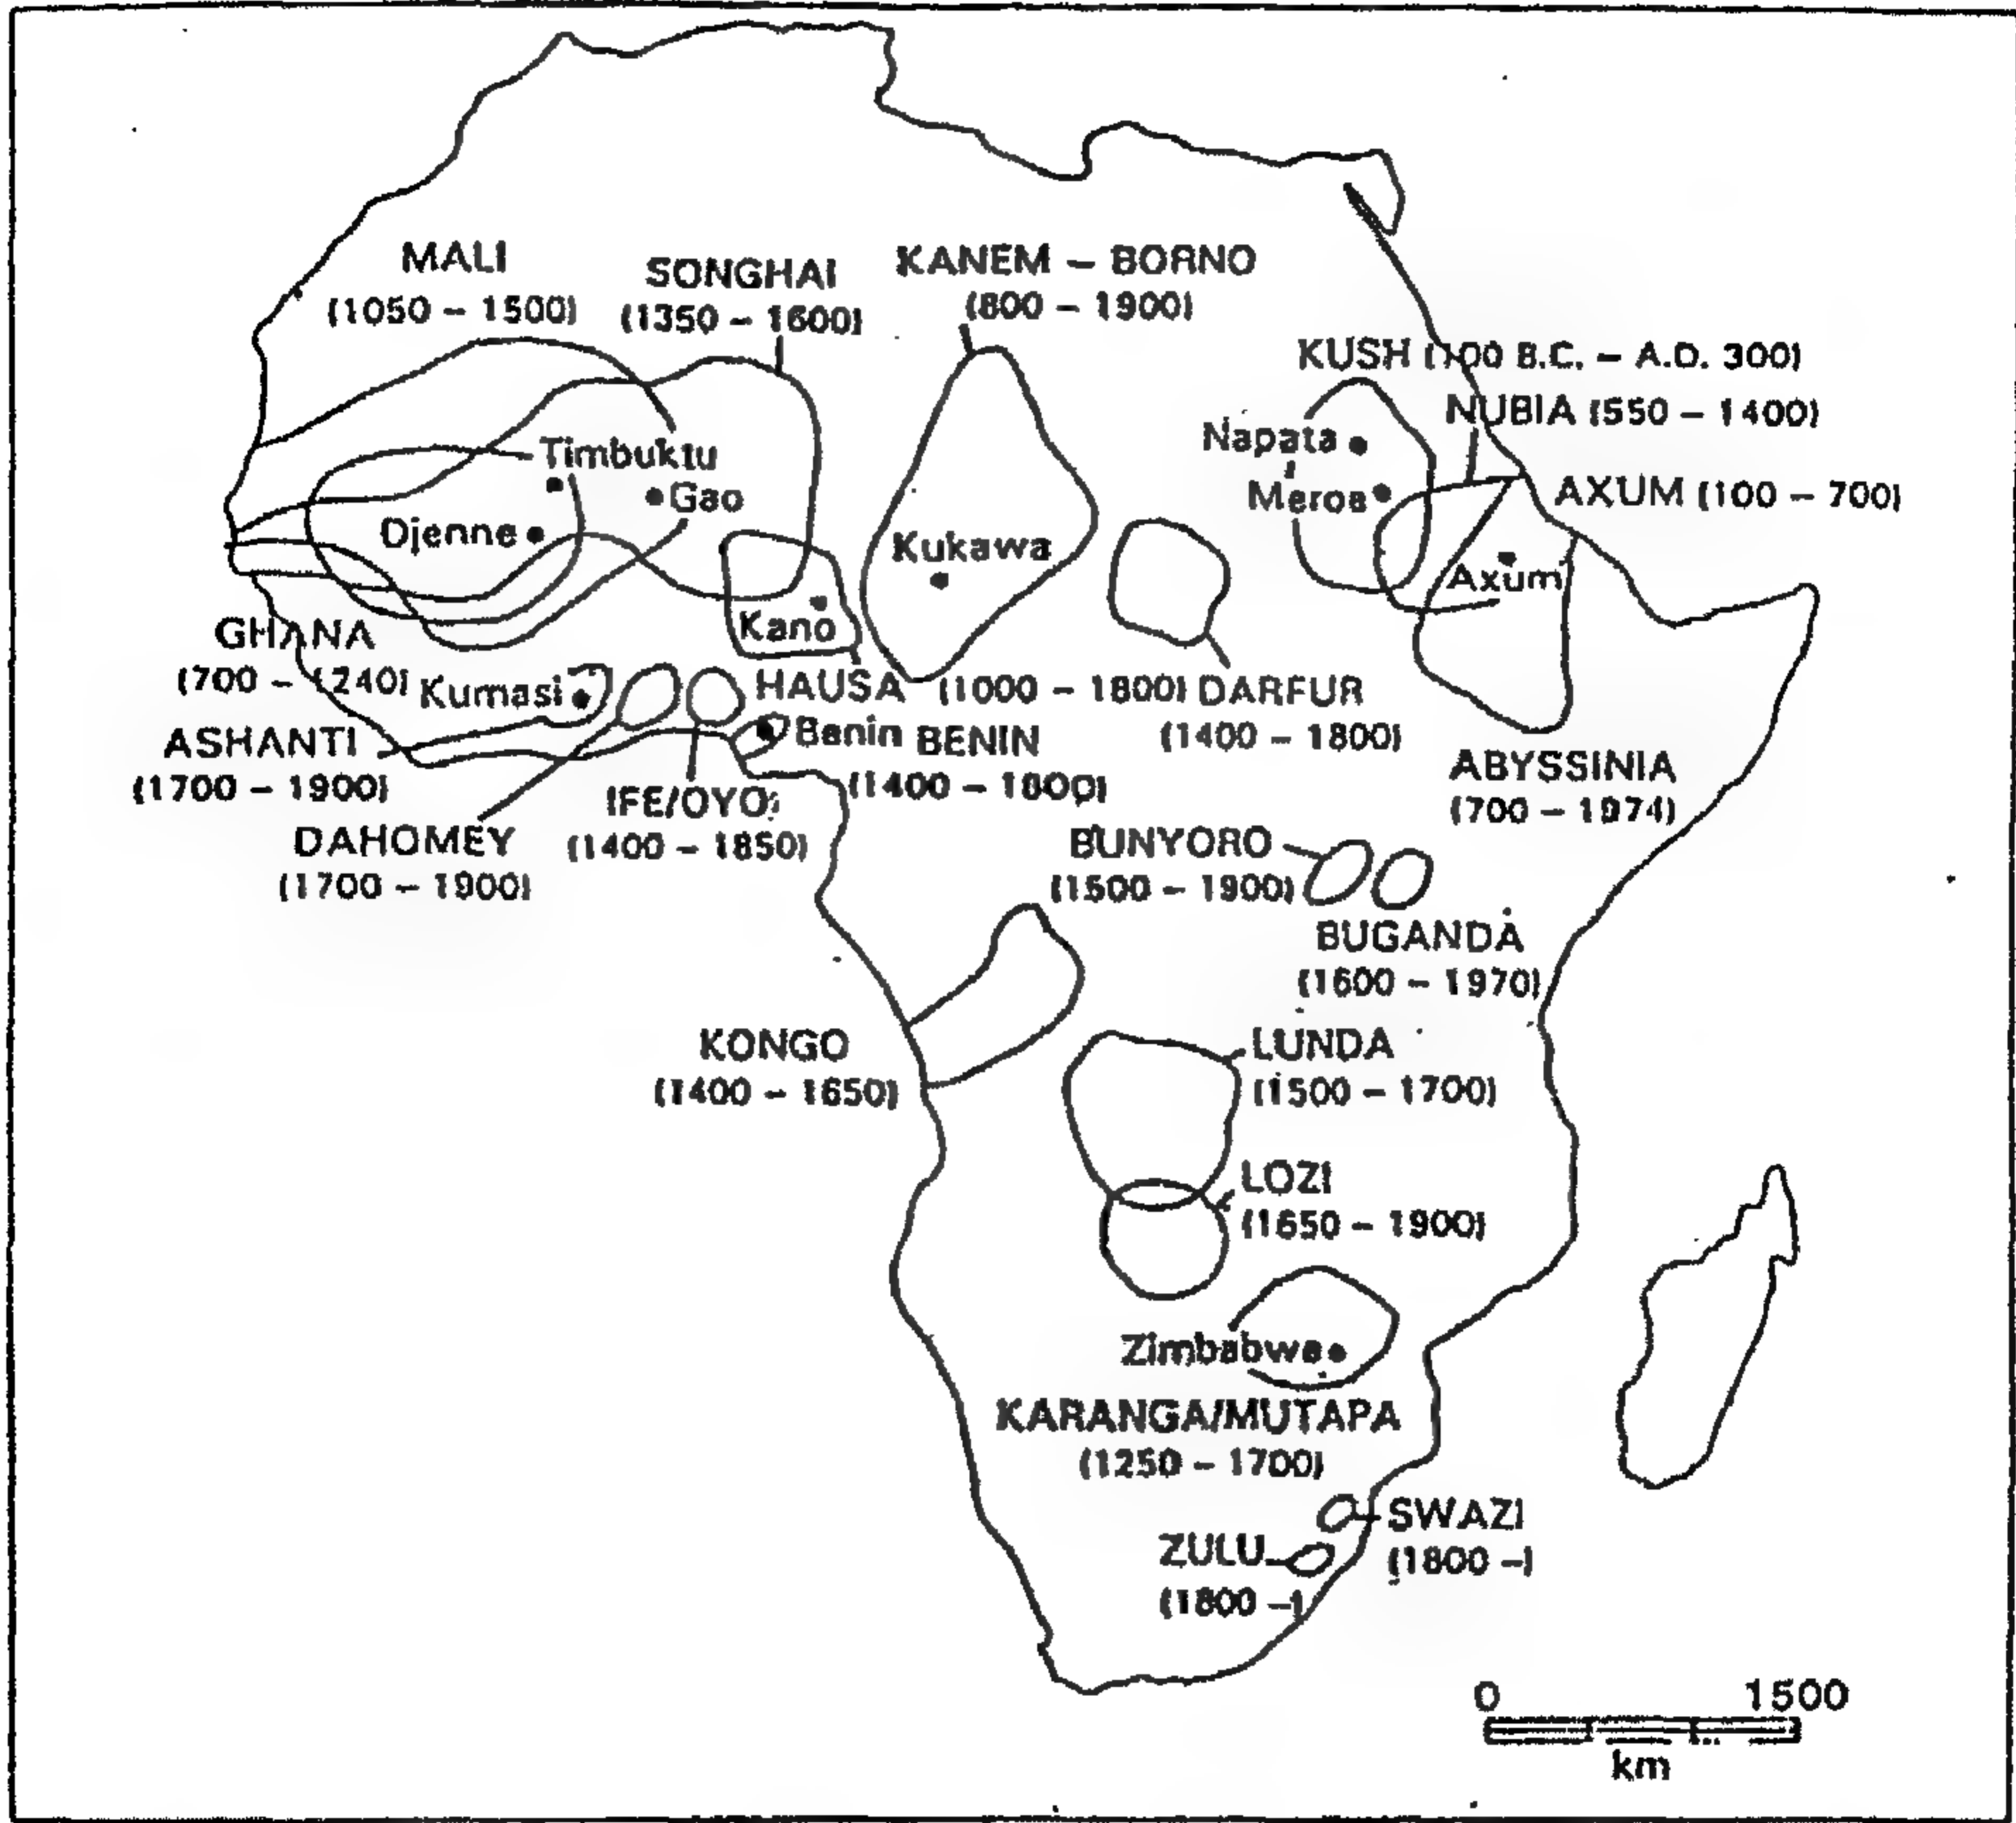 MALI
(1050 – 1500)
SONGHAI
(1350 – 1600)
KANEM – BORNO
(800 – 1900)
KUSH (700 B.C. – A.D. 300)
NUBIA (550 – 1400)
Napata
Meroe
AXUM (100 – 700)
Timbuktu
Gao
Djenne
Kukawa
Axum
Kano
GHANA
(700 – 1240)
Kumasi
HAUSA (1000 – 1800)
DARFUR
(1400 – 1800)
ASHANTI
(1700 – 1900)
Benin BENIN
(1400 – 1800)
IFE/OYO
(1400 – 1850)
DAHOMEY
(1700 – 1900)
ABYSSINIA
(700 – 1974)
BUNYORO
(1500 – 1900)
BUGANDA
(1600 – 1970)
KONGO
(1400 – 1650)
LUNDA
(1500 – 1700)
LOZI
(1650 – 1900)
Zimbabwe
KARANGA/MUTAPA
(1250 – 1700)
SWAZI
(1800 –)
ZULU
(1800 –)
0 1500
km